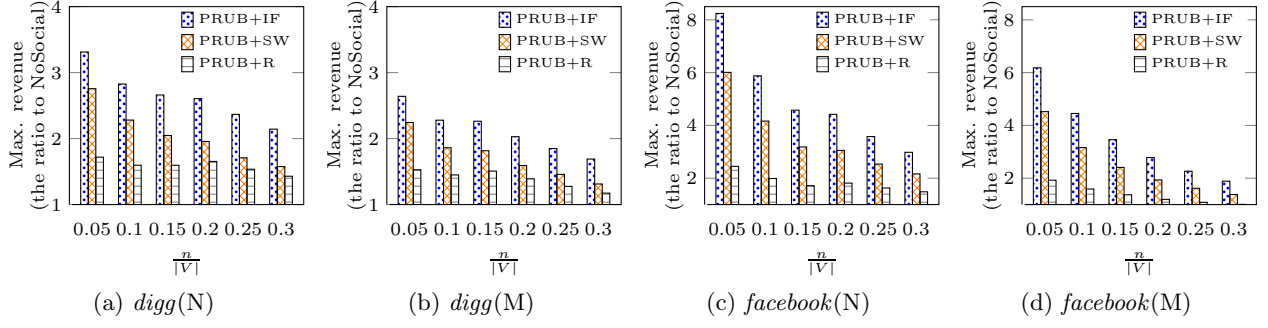 Max. revenue
(the ratio to NoSocial)
4
3
2
1
PRUB+IF
PRUB+SW
PRUB+R
0.05 0.1 0.15 0.2 0.25 0.3
n
|V|
(a) digg(N)
Max. revenue
(the ratio to NoSocial)
4
3
2
1
PRUB+IF
PRUB+SW
PRUB+R
0.05 0.1 0.15 0.2 0.25 0.3
n
|V|
(b) digg(M)
Max. revenue
(the ratio to NoSocial)
8
6
4
2
PRUB+IF
PRUB+SW
PRUB+R
0.05 0.1 0.15 0.2 0.25 0.3
n
|V|
(c) facebook(N)
Max. revenue
(the ratio to NoSocial)
8
6
4
2
PRUB+IF
PRUB+SW
PRUB+R
0.05 0.1 0.15 0.2 0.25 0.3
n
|V|
(d) facebook(M)